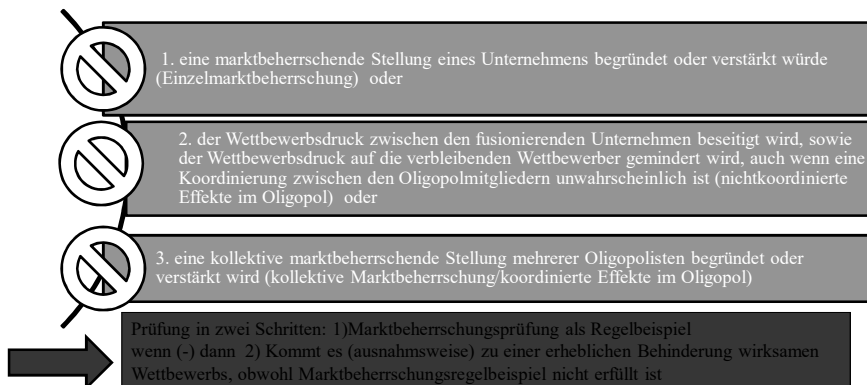 1. eine marktbeherrschende Stellung eines Unternehmens begründet oder verstärkt würde
(Einzelmarktbeherrschung) oder
2. der Wettbewerbsdruck zwischen den fusionierenden Unternehmen beseitigt wird, sowie
der Wettbewerbsdruck auf die verbleibenden Wettbewerber gemindert wird, auch wenn eine
Koordinierung zwischen den Oligopolmitgliedern unwahrscheinlich ist (nichtkoordinierte
Effekte im Oligopol) oder
3. eine kollektive marktbeherrschende Stellung mehrerer Oligopolisten begründet oder
verstärkt wird (kollektive Marktbeherrschung/koordinierte Effekte im Oligopol)
Prüfung in zwei Schritten: 1)Marktbeherrschungsprüfung als Regelbeispiel
wenn (-) dann 2) Kommt es (ausnahmsweise) zu einer erheblichen Behinderung wirksamen
Wettbewerbs, obwohl Marktbeherrschungsregelbeispiel nicht erfüllt ist